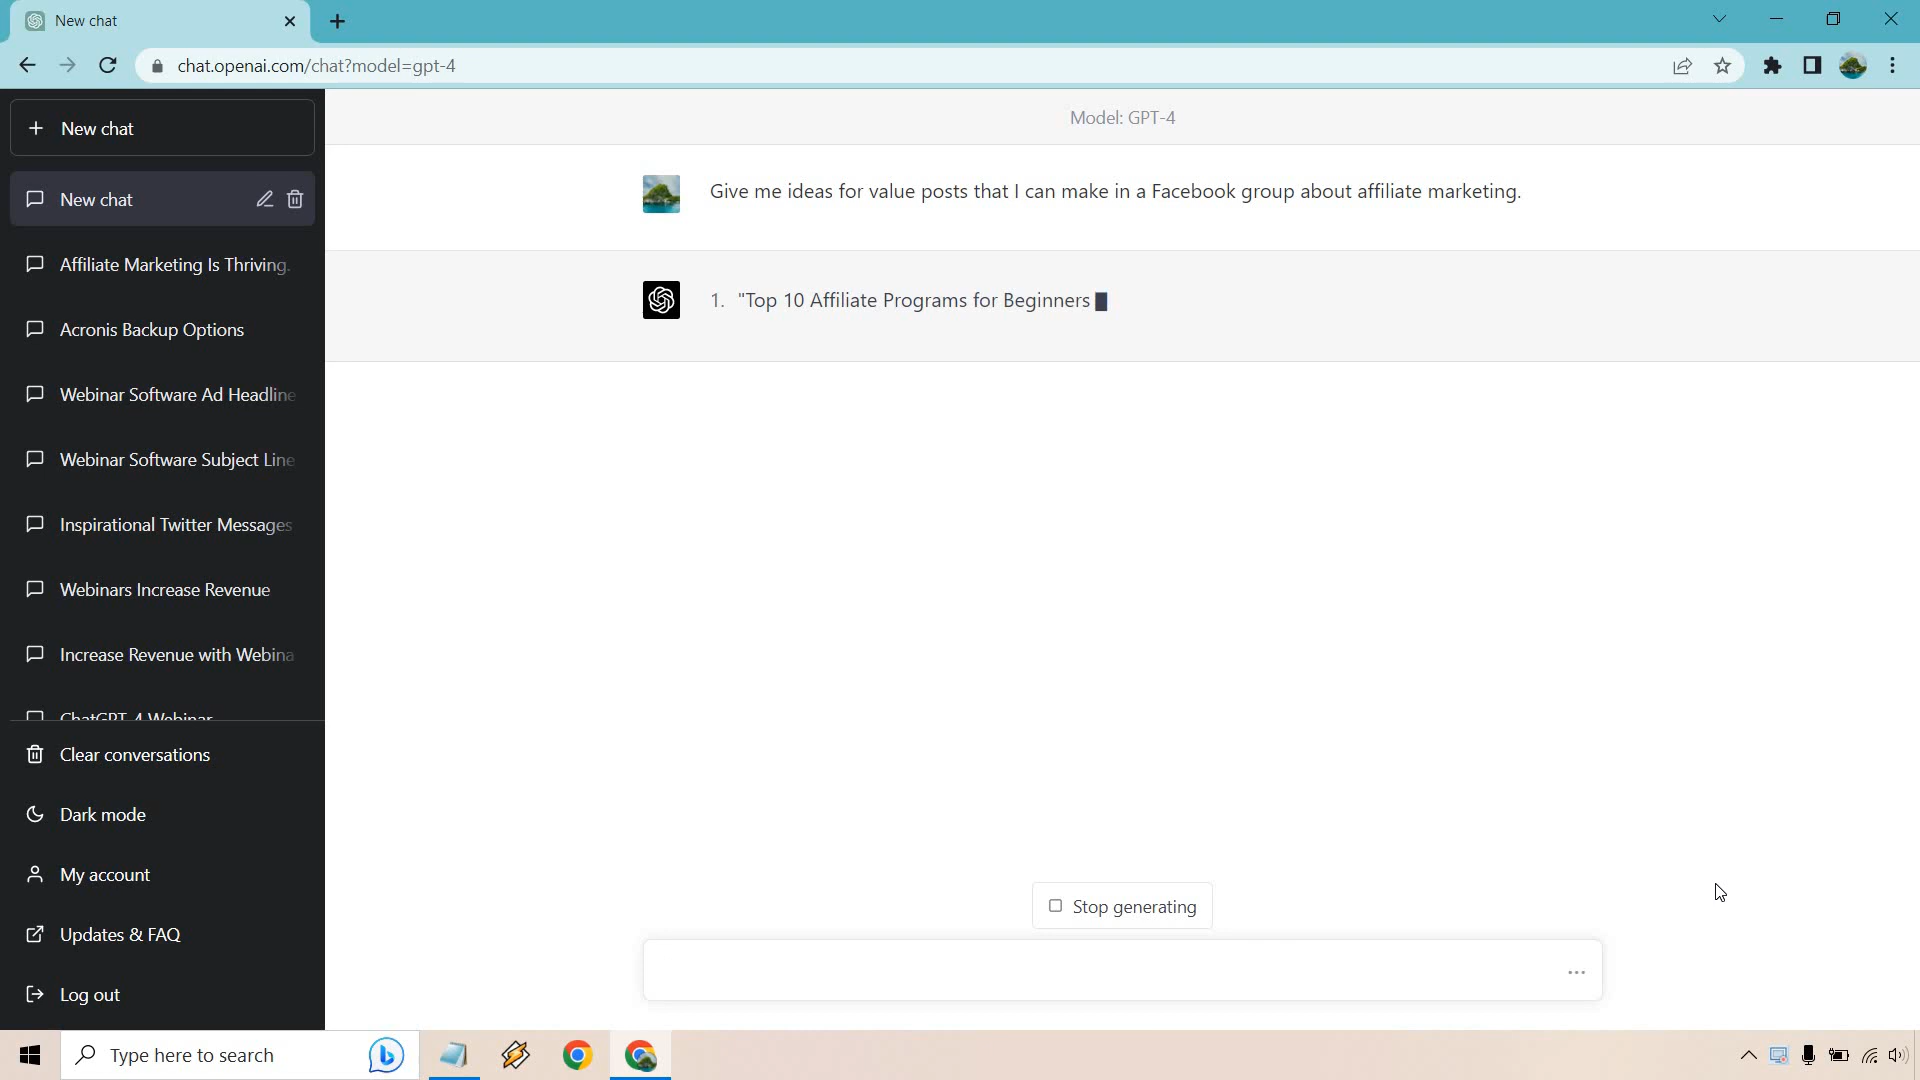 New chat
chat.openai.com/chat?model=gpt-4
New chat
New chat
Affiliate Marketing Is Thriving.
Acronis Backup Options
Webinar Software Ad Headline
Webinar Software Subject Line
Inspirational Twitter Messages
Webinars Increase Revenue
Increase Revenue with Webina
ChatGPT-4 Webinar
Clear conversations
Dark mode
My account
Updates & FAQ
Log out
Model: GPT-4
Give me ideas for value posts that I can make in a Facebook group about affiliate marketing.
1. "Top 10 Affiliate Programs for Beginners
Stop generating
Type here to search